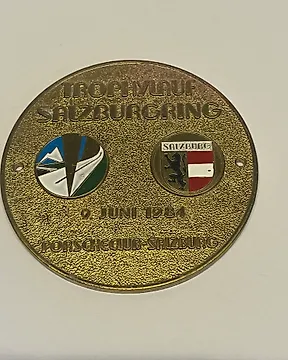 TROPHYLAUF
SALZBURGRING
SALZBURG
9. JUNI 1984
PORSCHECLUB-SALZBURG